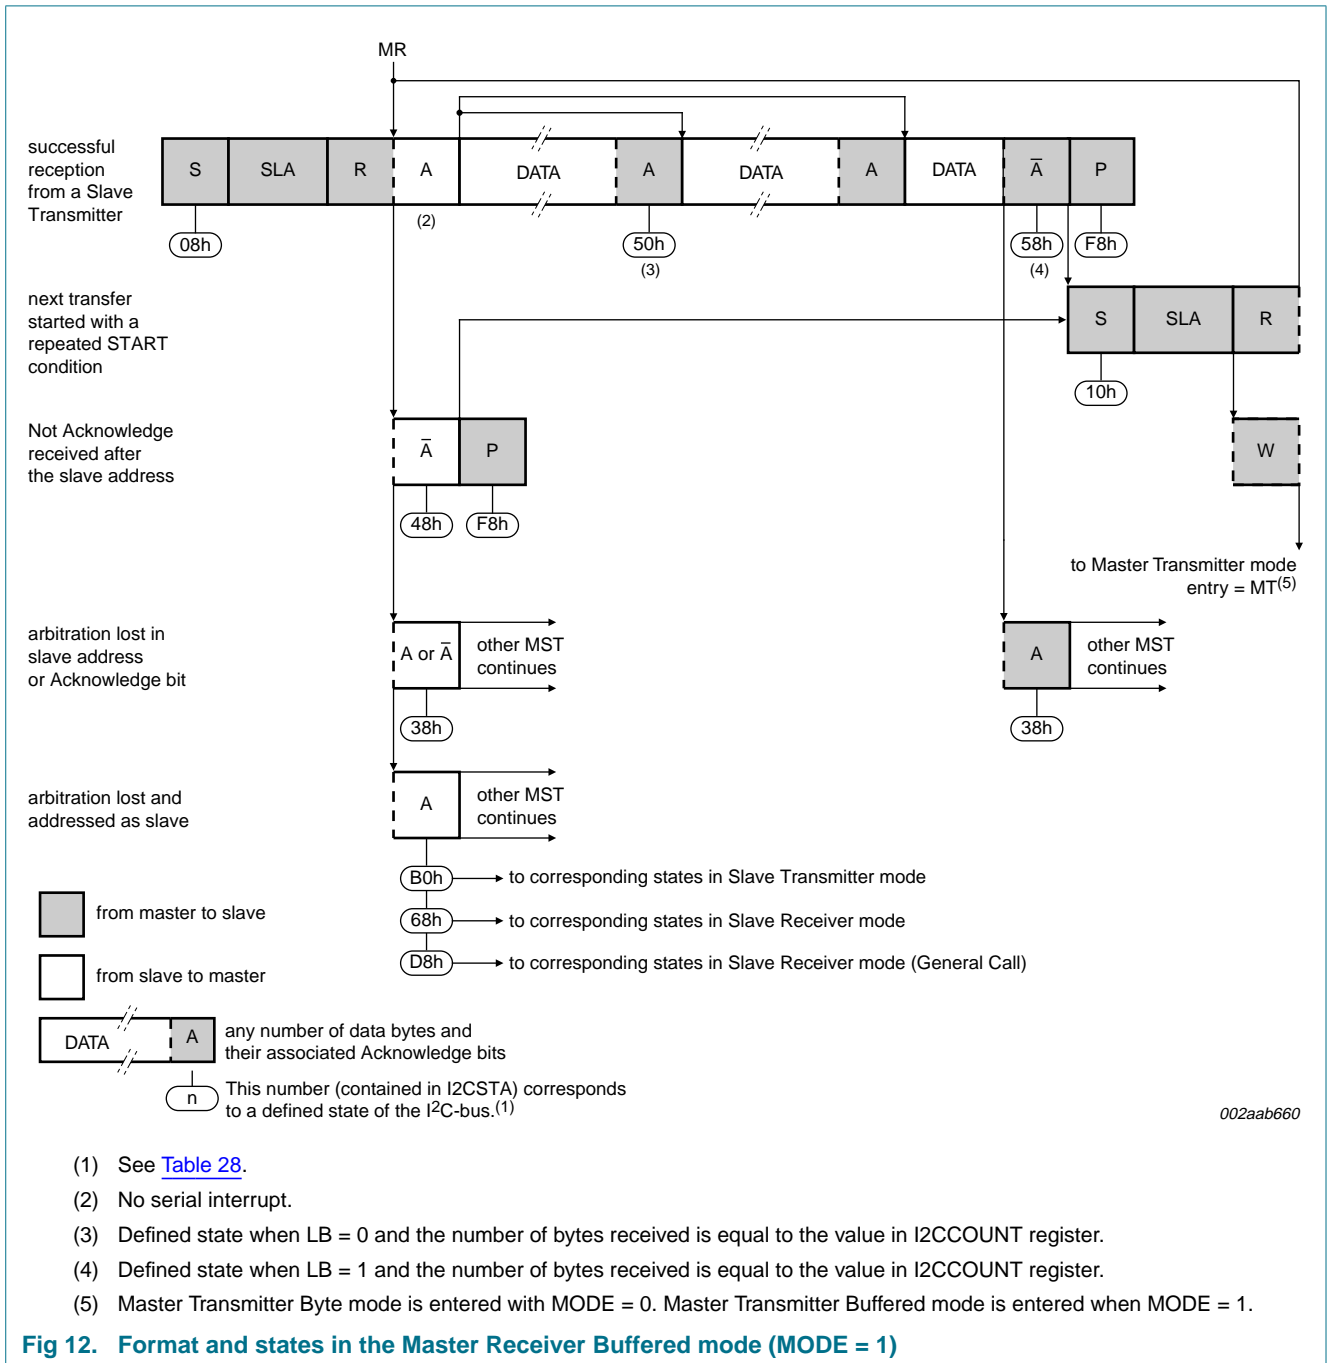 MR
successful
reception
from a Slave
Transmitter
S SLA R A DATA A DATA A DATA Ā P
(2)
08h 50h 58h F8h
(3) (4)
next transfer
started with a
repeated START
condition
S SLA R
10h
Not Acknowledge
received after
the slave address
Ā P W
48h F8h
to Master Transmitter mode
entry = MT(5)
arbitration lost in
slave address
or Acknowledge bit
A or Ā
other MST
continues
A
other MST
continues
38h 38h
arbitration lost and
addressed as slave
A
other MST
continues
B0h to corresponding states in Slave Transmitter mode
68h to corresponding states in Slave Receiver mode
D8h to corresponding states in Slave Receiver mode (General Call)
from master to slave
from slave to master
DATA A
any number of data bytes and
their associated Acknowledge bits
n
This number (contained in I2CSTA) corresponds
to a defined state of the I²C-bus.(1)
002aab660
(1) See Table 28.
(2) No serial interrupt.
(3) Defined state when LB = 0 and the number of bytes received is equal to the value in I2CCOUNT register.
(4) Defined state when LB = 1 and the number of bytes received is equal to the value in I2CCOUNT register.
(5) Master Transmitter Byte mode is entered with MODE = 0. Master Transmitter Buffered mode is entered when MODE = 1.
Fig 12. Format and states in the Master Receiver Buffered mode (MODE = 1)